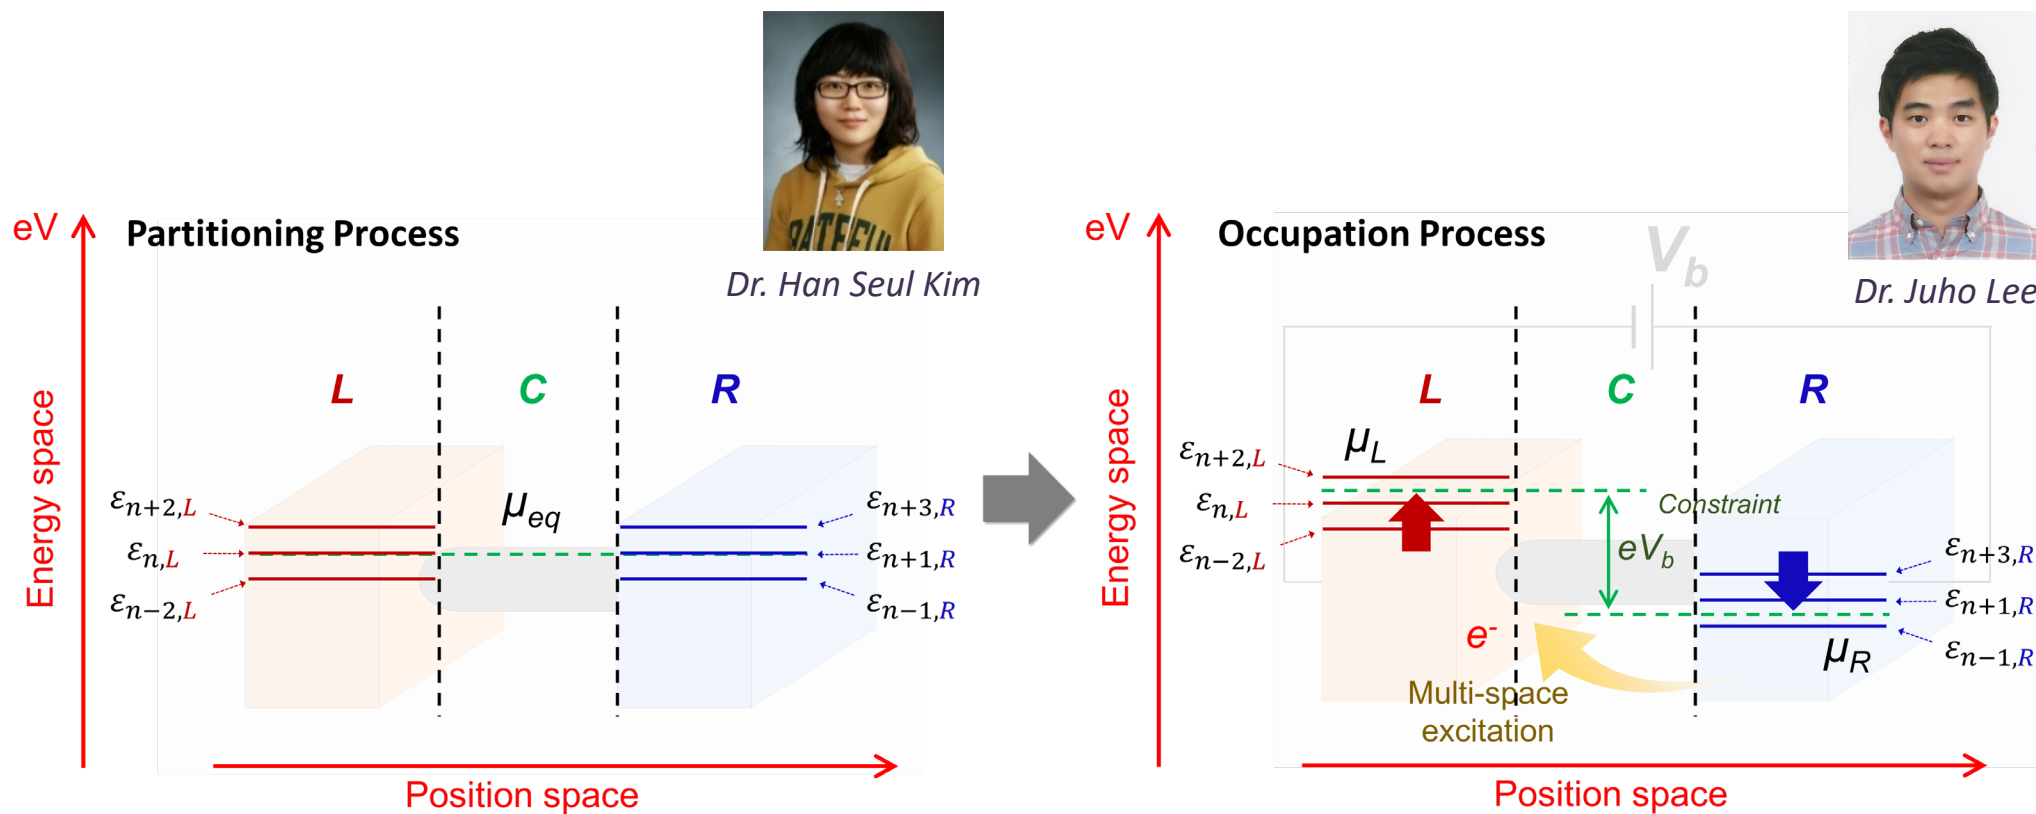 eV
Partitioning Process
Dr. Han Seul Kim
L
C
R
μeq
εn+2,L
εn,L
εn−2,L
εn+3,R
εn+1,R
εn−1,R
Energy space
Position space
eV
Occupation Process
Vb
Dr. Juho Lee
L
C
R
μL
εn+2,L
εn,L
εn−2,L
Constraint
eVb
εn+3,R
εn+1,R
εn−1,R
μR
e-
Multi-space
excitation
Energy space
Position space